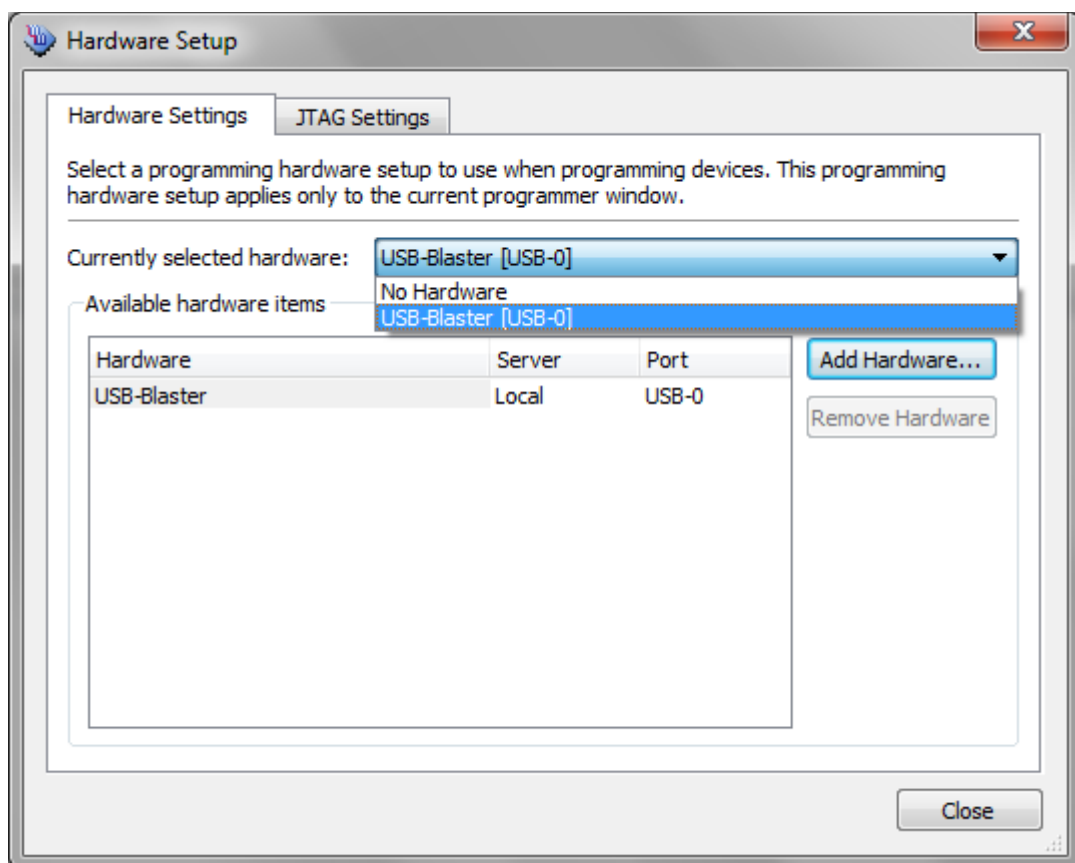 Hardware Setup
Hardware Settings
JTAG Settings
Select a programming hardware setup to use when programming devices. This programming
hardware setup applies only to the current programmer window.
Currently selected hardware:
USB-Blaster [USB-0]
No Hardware
USB-Blaster [USB-0]
Available hardware items
Hardware Server Port
USB-Blaster Local USB-0
Add Hardware...
Remove Hardware
Close